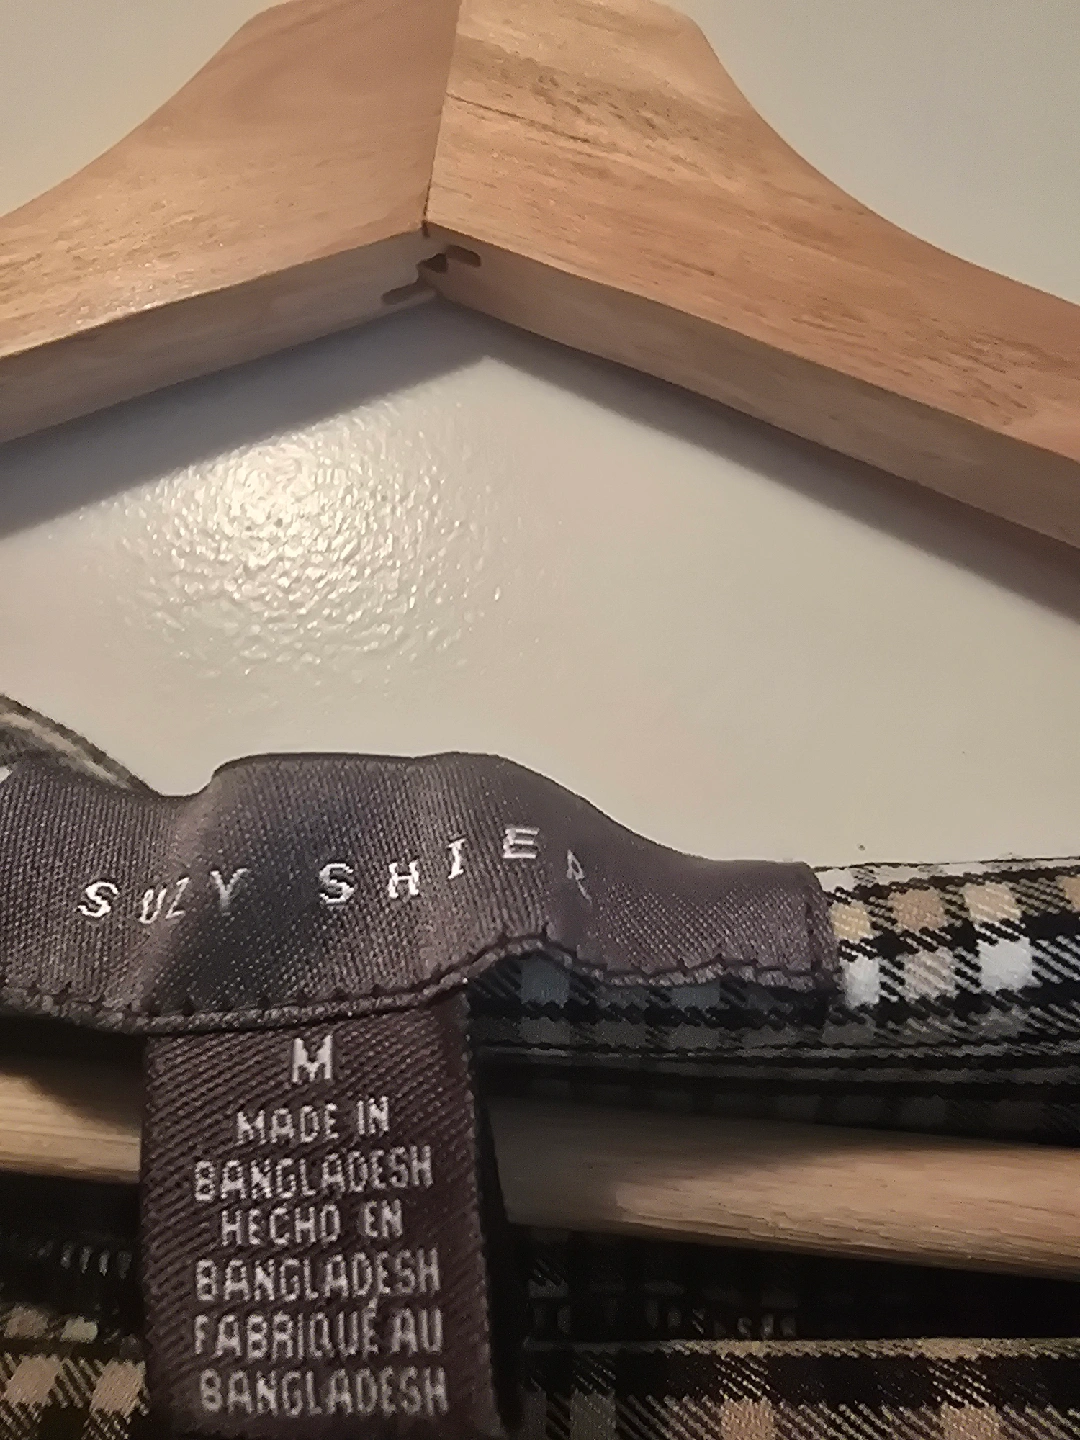 SUZY SHIER
M
MADE IN
BANGLADESH
HECHO EN
BANGLADESH
FABRIQUÉ AU
BANGLADESH